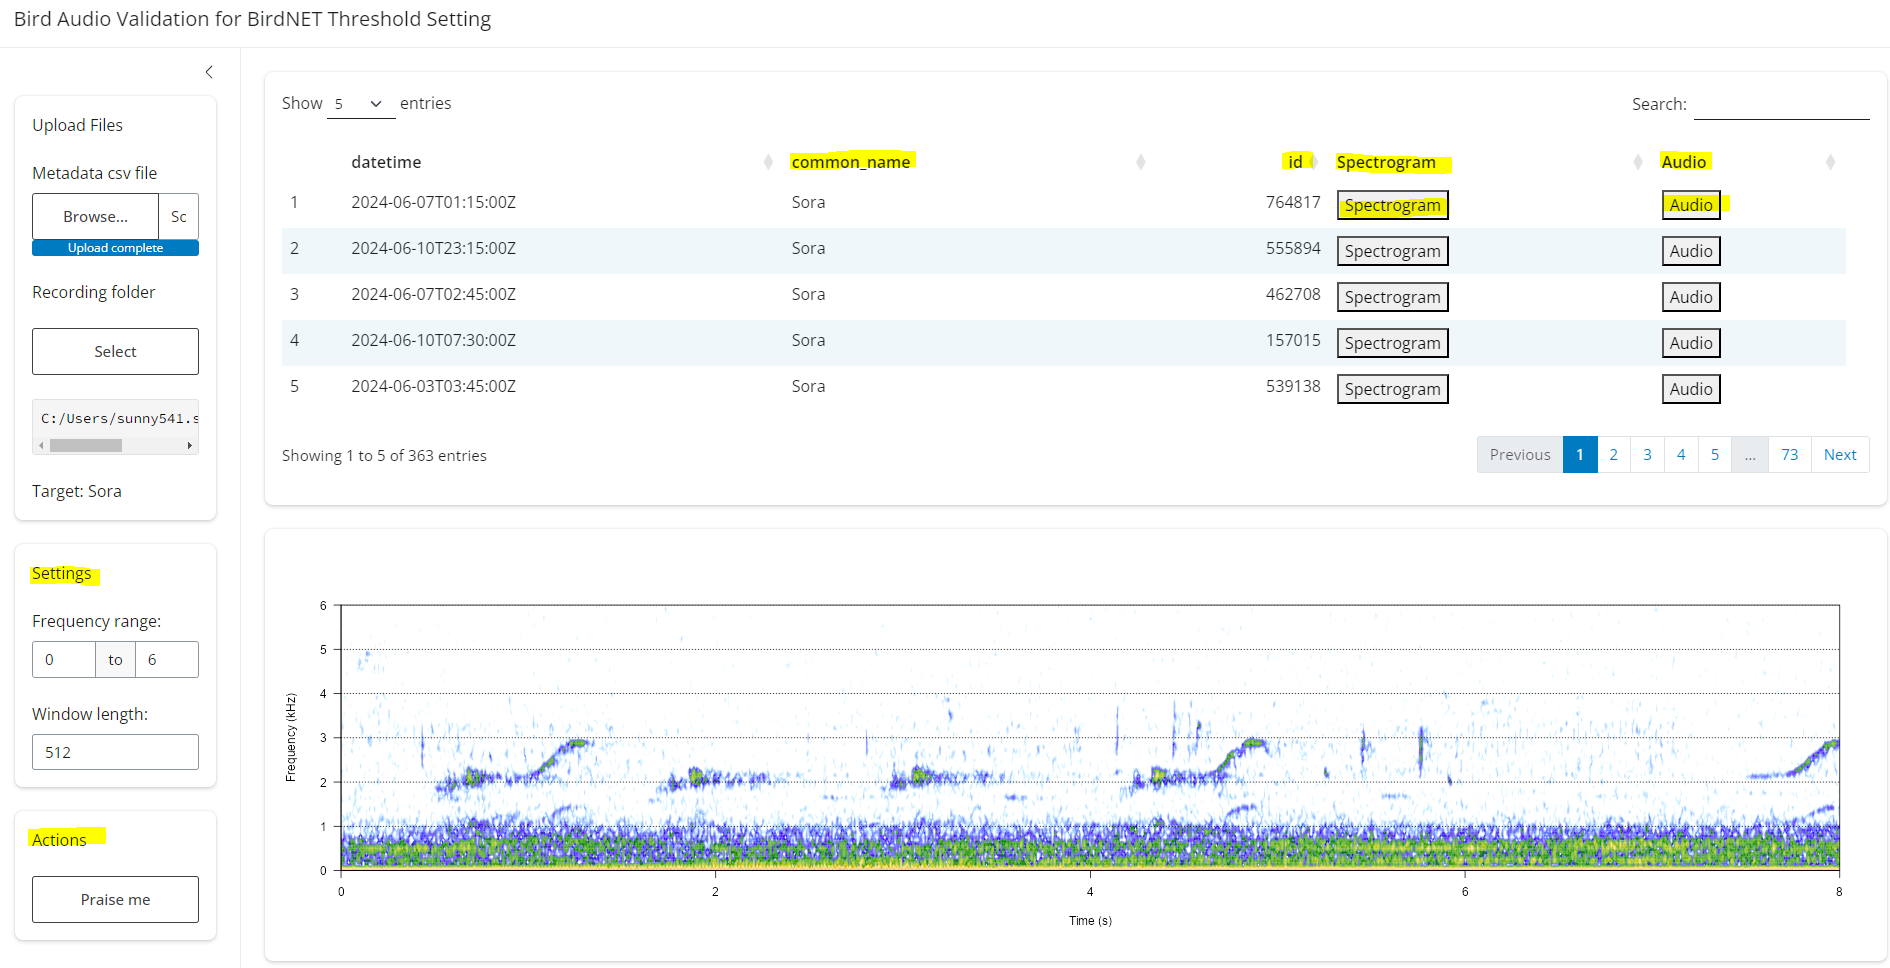 Bird Audio Validation for BirdNET Threshold Setting
Upload Files
Metadata csv file
Browse... Sc
Upload complete
Recording folder
Select
C:/Users/sunny541.s
Target: Sora
Settings
Frequency range:
0 to 6
Window length:
512
Actions
Praise me
Show 5 entries
Search:
datetime common_name id Spectrogram Audio
1 2024-06-07T01:15:00Z Sora 764817 Spectrogram Audio
2 2024-06-10T23:15:00Z Sora 555894 Spectrogram Audio
3 2024-06-07T02:45:00Z Sora 462708 Spectrogram Audio
4 2024-06-10T07:30:00Z Sora 157015 Spectrogram Audio
5 2024-06-03T03:45:00Z Sora 539138 Spectrogram Audio
Showing 1 to 5 of 363 entries
Previous 1 2 3 4 5 ... 73 Next
Frequency (kHz)
6
5
4
3
2
1
0
0 2 4 6 8
Time (s)